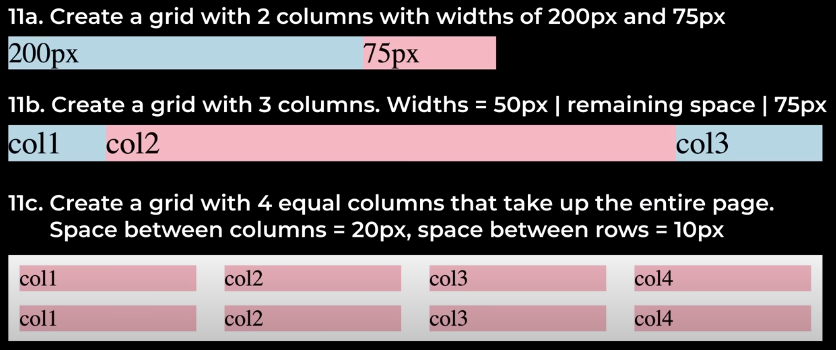 11a. Create a grid with 2 columns with widths of 200px and 75px
200px 75px
11b. Create a grid with 3 columns. Widths = 50px | remaining space | 75px
col1 col2 col3
11c. Create a grid with 4 equal columns that take up the entire page.
Space between columns = 20px, space between rows = 10px
col1 col2 col3 col4
col1 col2 col3 col4